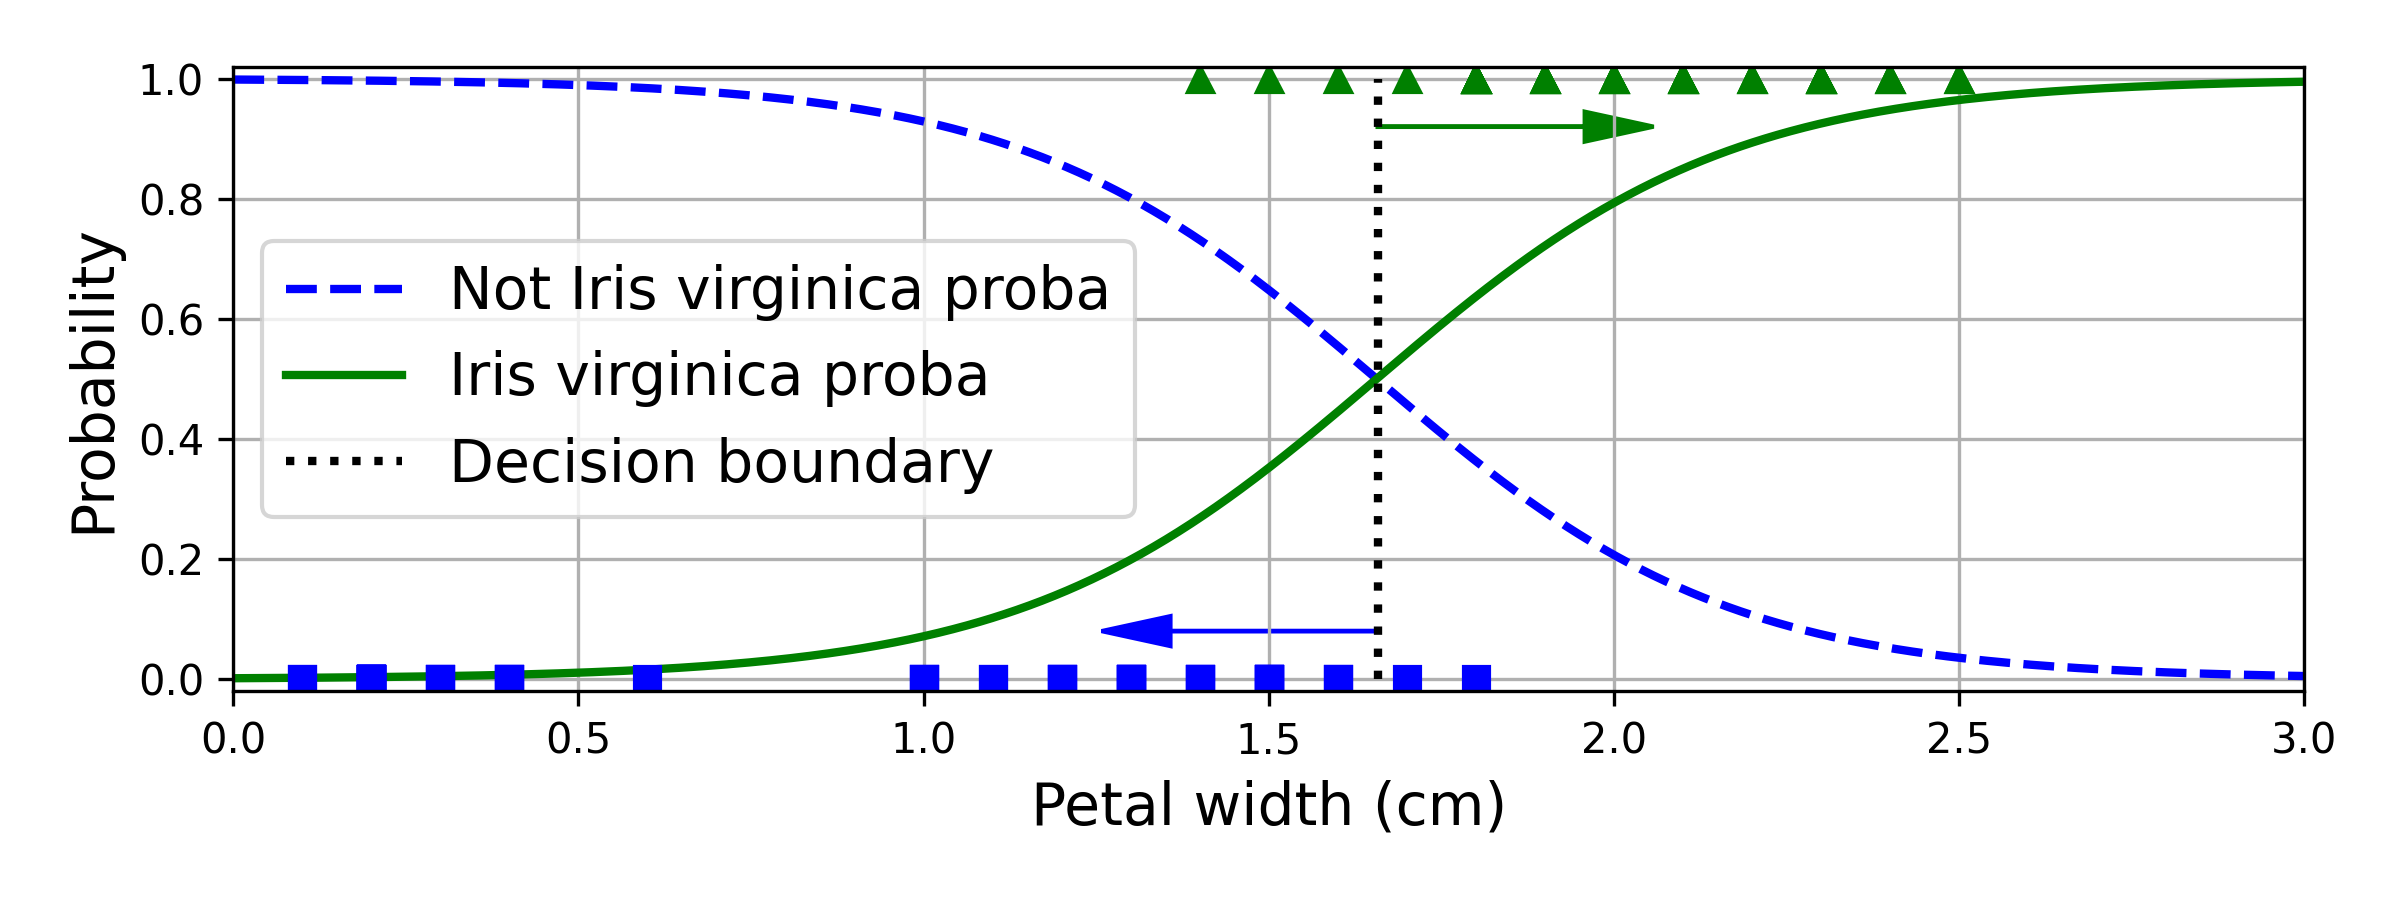 1.0
0.8
0.6
0.4
0.2
0.0
Probability
Not Iris virginica proba
Iris virginica proba
Decision boundary
0.0 0.5 1.0 1.5 2.0 2.5 3.0
Petal width (cm)